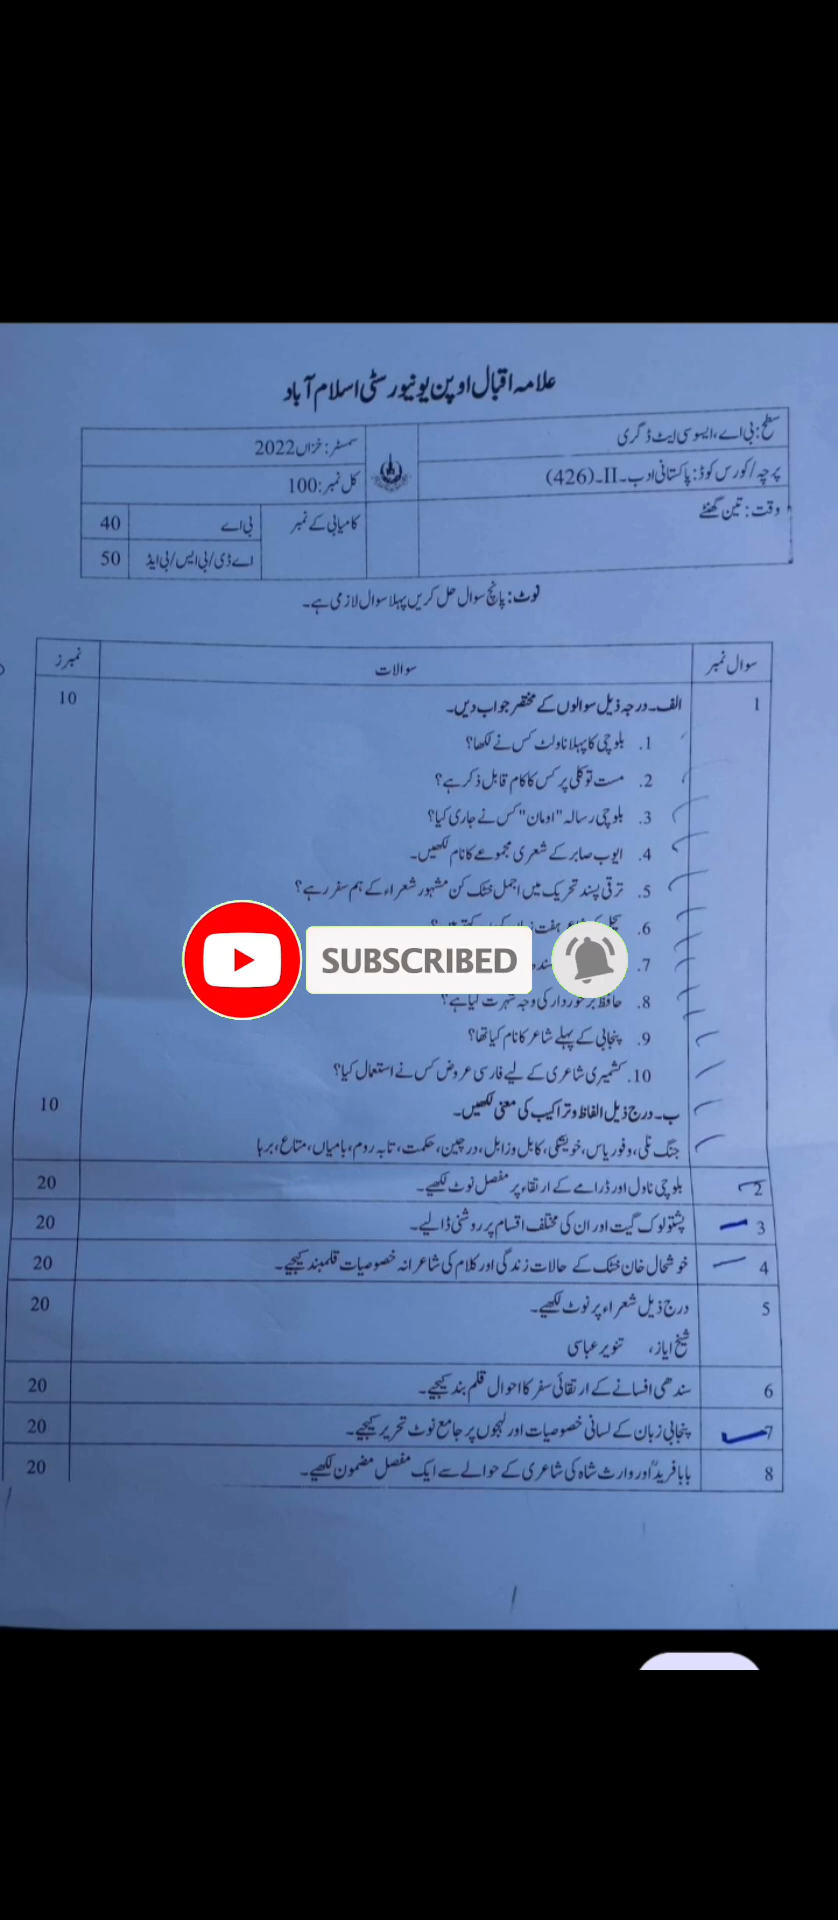 علامہ اقبال اوپن یونیورسٹی اسلام آباد
سطح: بی اے، ایسوسی ایٹ ڈگری
سمسٹر: خزاں 2022
پرچہ/کورس کوڈ: پاکستانی ادب۔II۔(426)
کل نمبر: 100
وقت: تین گھنٹے
کامیابی کے نمبر
بی اے 40
اے ڈی/بی ایس/بی ایڈ 50
نوٹ: پانچ سوال حل کریں پہلا سوال لازمی ہے۔
سوال نمبر سوالات نمبرز
1 الف۔ درجہ ذیل سوالوں کے مختصر جواب دیں۔ 10
1. بلوچی کا پہلا ناولٹ کس نے لکھا؟
2. مست توکلی پر کس کا کام قابل ذکر ہے؟
3. بلوچی رسالہ "اومان" کس نے جاری کیا؟
4. ایوب صابر کے شعری مجموعے کا نام لکھیں۔
5. ترقی پسند تحریک میں اجمل خٹک کن مشہور شعراء کے ہم سفر رہے؟
6. ہفت
7.
SUBSCRIBED
8. حافظ برخوردار کی وجہ شہرت کیا ہے؟
9. پنجابی کے پہلے شاعر کا نام کیا تھا؟
10. کشمیری شاعری کے لیے فارسی عروض کس نے استعمال کیا؟
ب۔ درج ذیل الفاظ و تراکیب کی معنی لکھیں۔ 10
جنگ نلی، وفور یاس، خویشکی، کابل و زابل، در چین، حکمت، تابہ روم، بامیاں، متاع، برہا
2 بلوچی ناول اور ڈرامے کے ارتقاء پر مفصل نوٹ لکھیے۔ 20
3 پشتو لوک گیت اور ان کی مختلف اقسام پر روشنی ڈالیے۔ 20
4 خوشحال خان خٹک کے حالات زندگی اور کلام کی شاعرانہ خصوصیات قلمبند کیجیے۔ 20
5 درج ذیل شعراء پر نوٹ لکھیے۔ 20
شیخ ایاز، تنویر عباسی
6 سندھی افسانے کے ارتقائی سفر کا احوال قلم بند کیجیے۔ 20
7 پنجابی زبان کے لسانی خصوصیات اور لہجوں پر جامع نوٹ تحریر کیجیے۔ 20
8 بابا فریدؒ اور وارث شاہ کی شاعری کے حوالے سے ایک مفصل مضمون لکھیے۔ 20